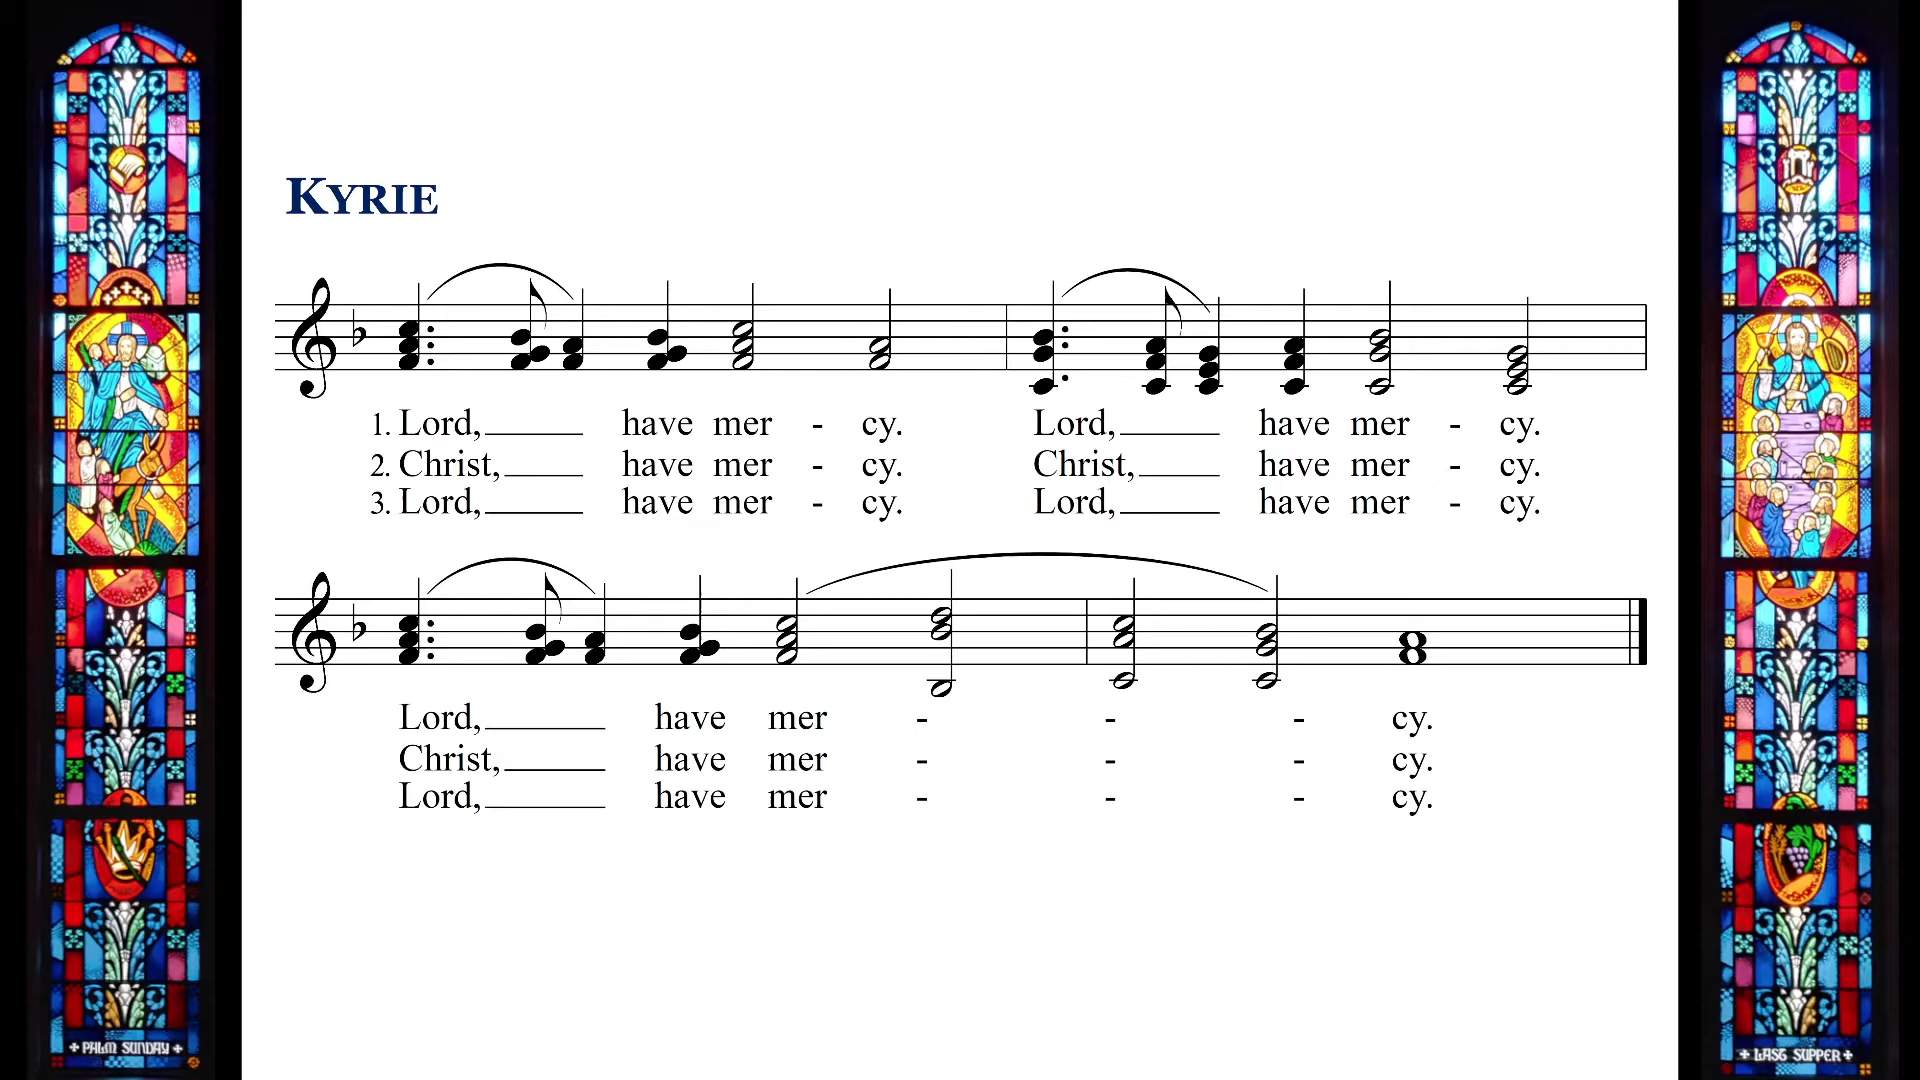 KYRIE
1. Lord, have mer - cy. Lord, have mer - cy.
2. Christ, have mer - cy. Christ, have mer - cy.
3. Lord, have mer - cy. Lord, have mer - cy.
Lord, have mer - - - cy.
Christ, have mer - - - cy.
Lord, have mer - - - cy.
+ PALM SUNDAY +
+ LAST SUPPER +